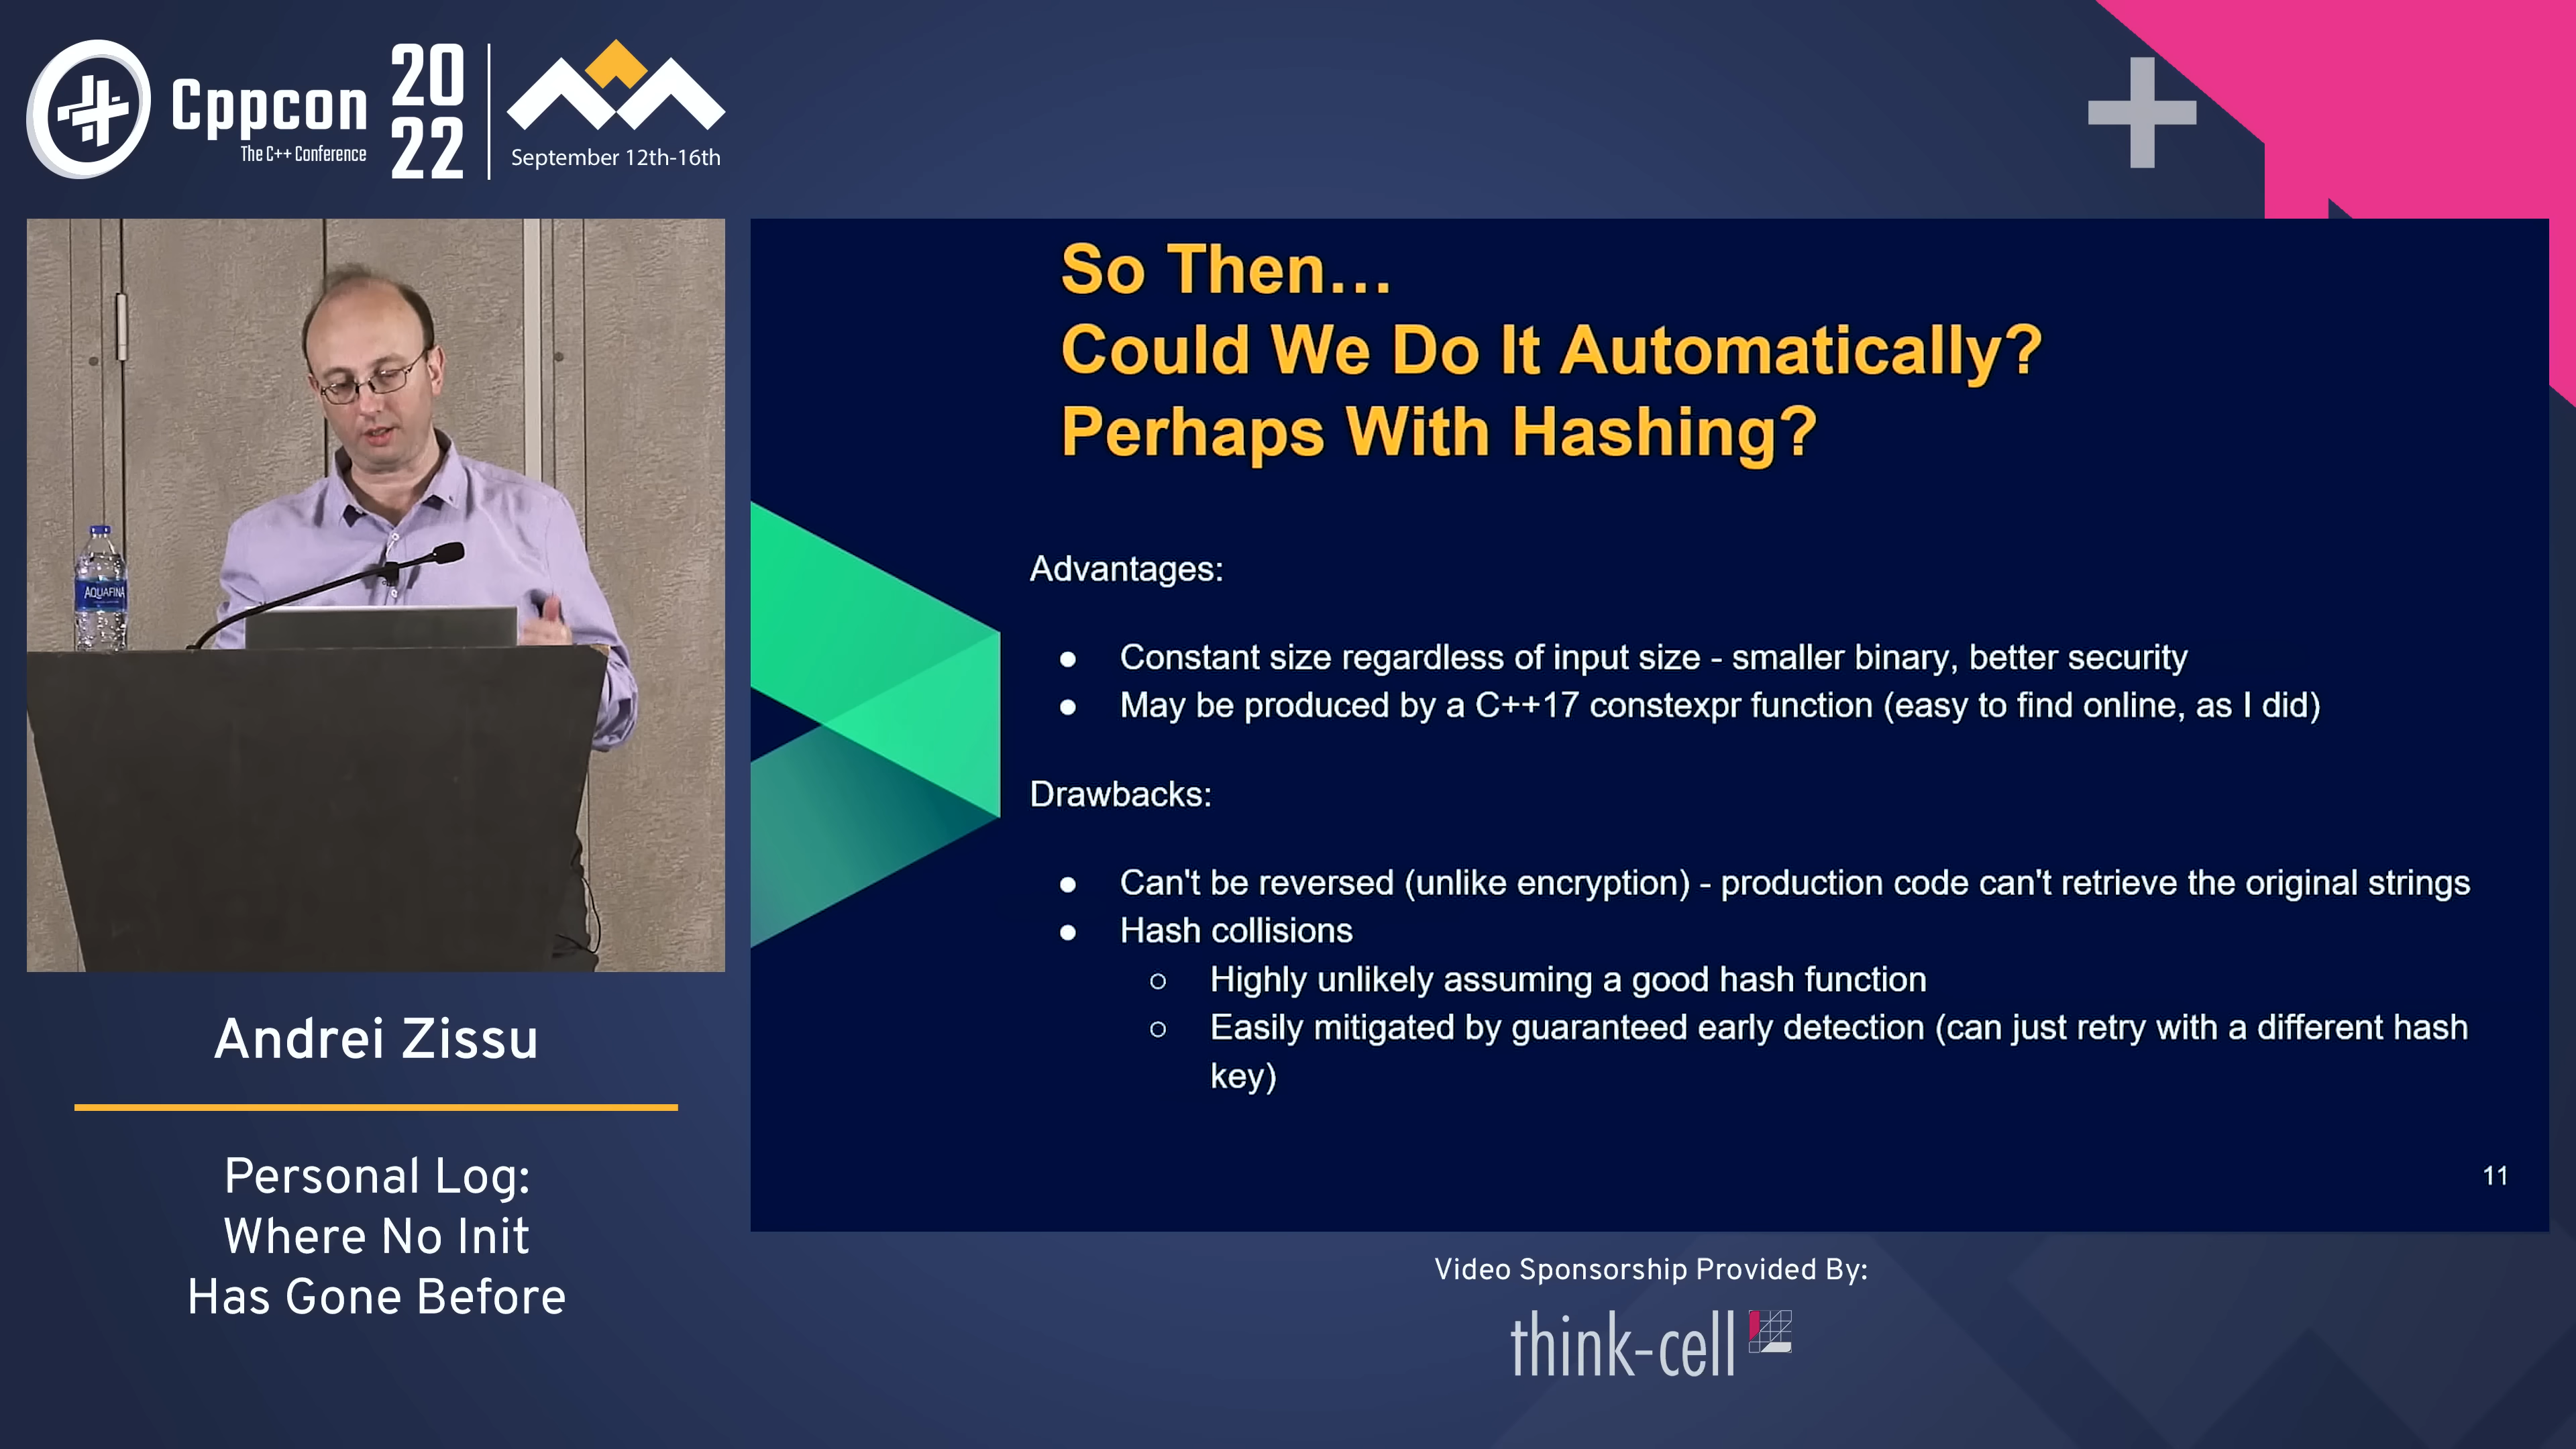 Cppcon
The C++ Conference
20
22
September 12th-16th
So Then…
Could We Do It Automatically?
Perhaps With Hashing?
Advantages:
● Constant size regardless of input size - smaller binary, better security
● May be produced by a C++17 constexpr function (easy to find online, as I did)
Drawbacks:
● Can't be reversed (unlike encryption) - production code can't retrieve the original strings
● Hash collisions
○ Highly unlikely assuming a good hash function
○ Easily mitigated by guaranteed early detection (can just retry with a different hash
key)
11
AQUAFINA
Andrei Zissu
Personal Log:
Where No Init
Has Gone Before
Video Sponsorship Provided By:
think-cell